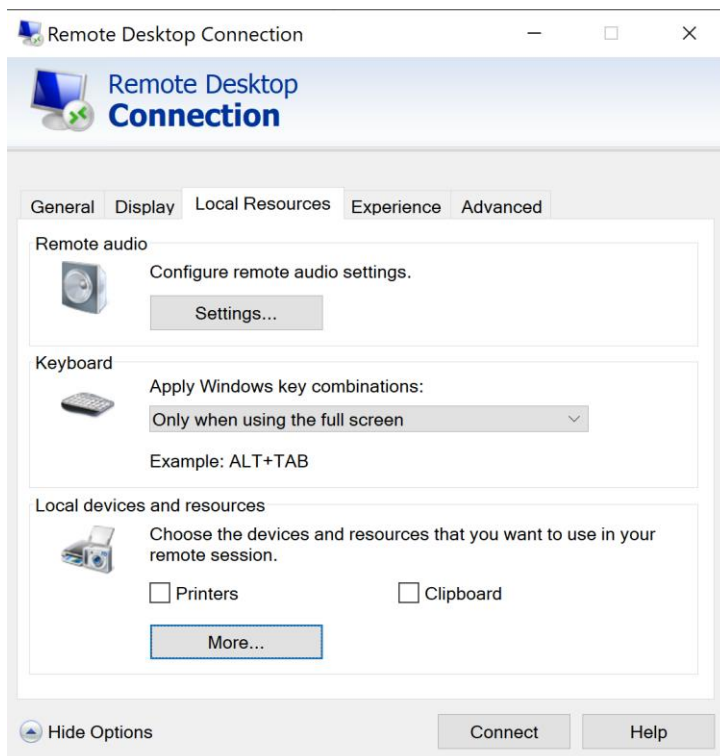 Remote Desktop Connection
Remote Desktop
Connection
General Display Local Resources Experience Advanced
Remote audio
Configure remote audio settings.
Settings...
Keyboard
Apply Windows key combinations:
Only when using the full screen
Example: ALT+TAB
Local devices and resources
Choose the devices and resources that you want to use in your
remote session.
Printers Clipboard
More...
Hide Options Connect Help